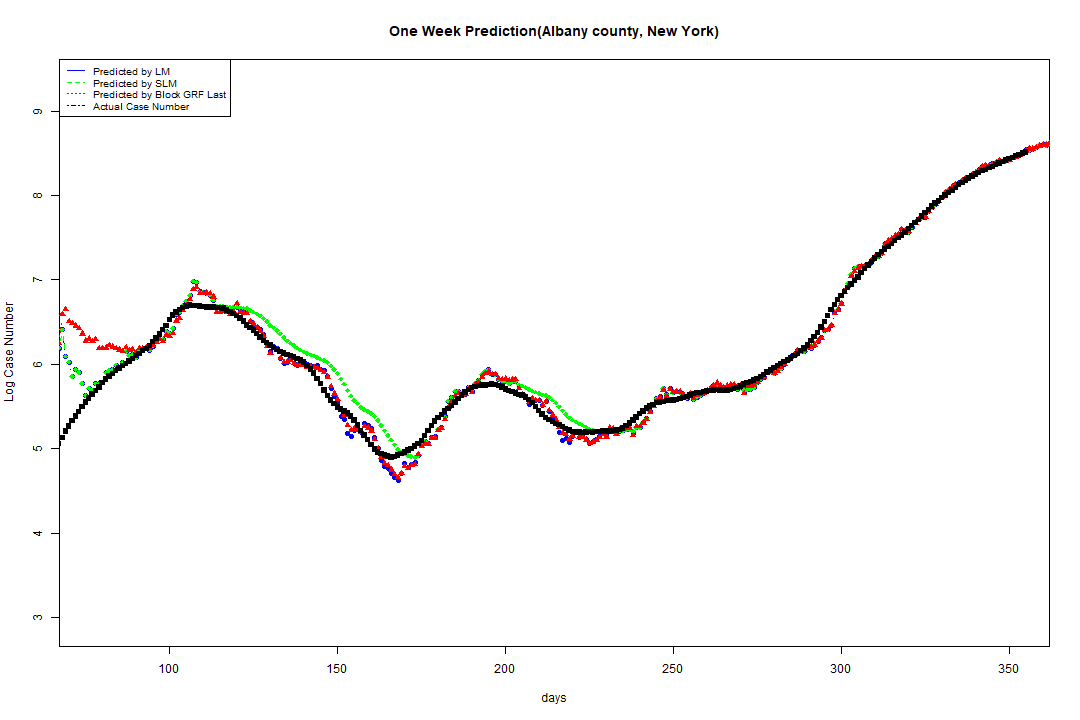 One Week Prediction(Albany county, New York)
Predicted by LM
Predicted by SLM
Predicted by Block GRF Last
Actual Case Number
9
8
7
6
5
4
3
Log Case Number
100 150 200 250 300 350
days